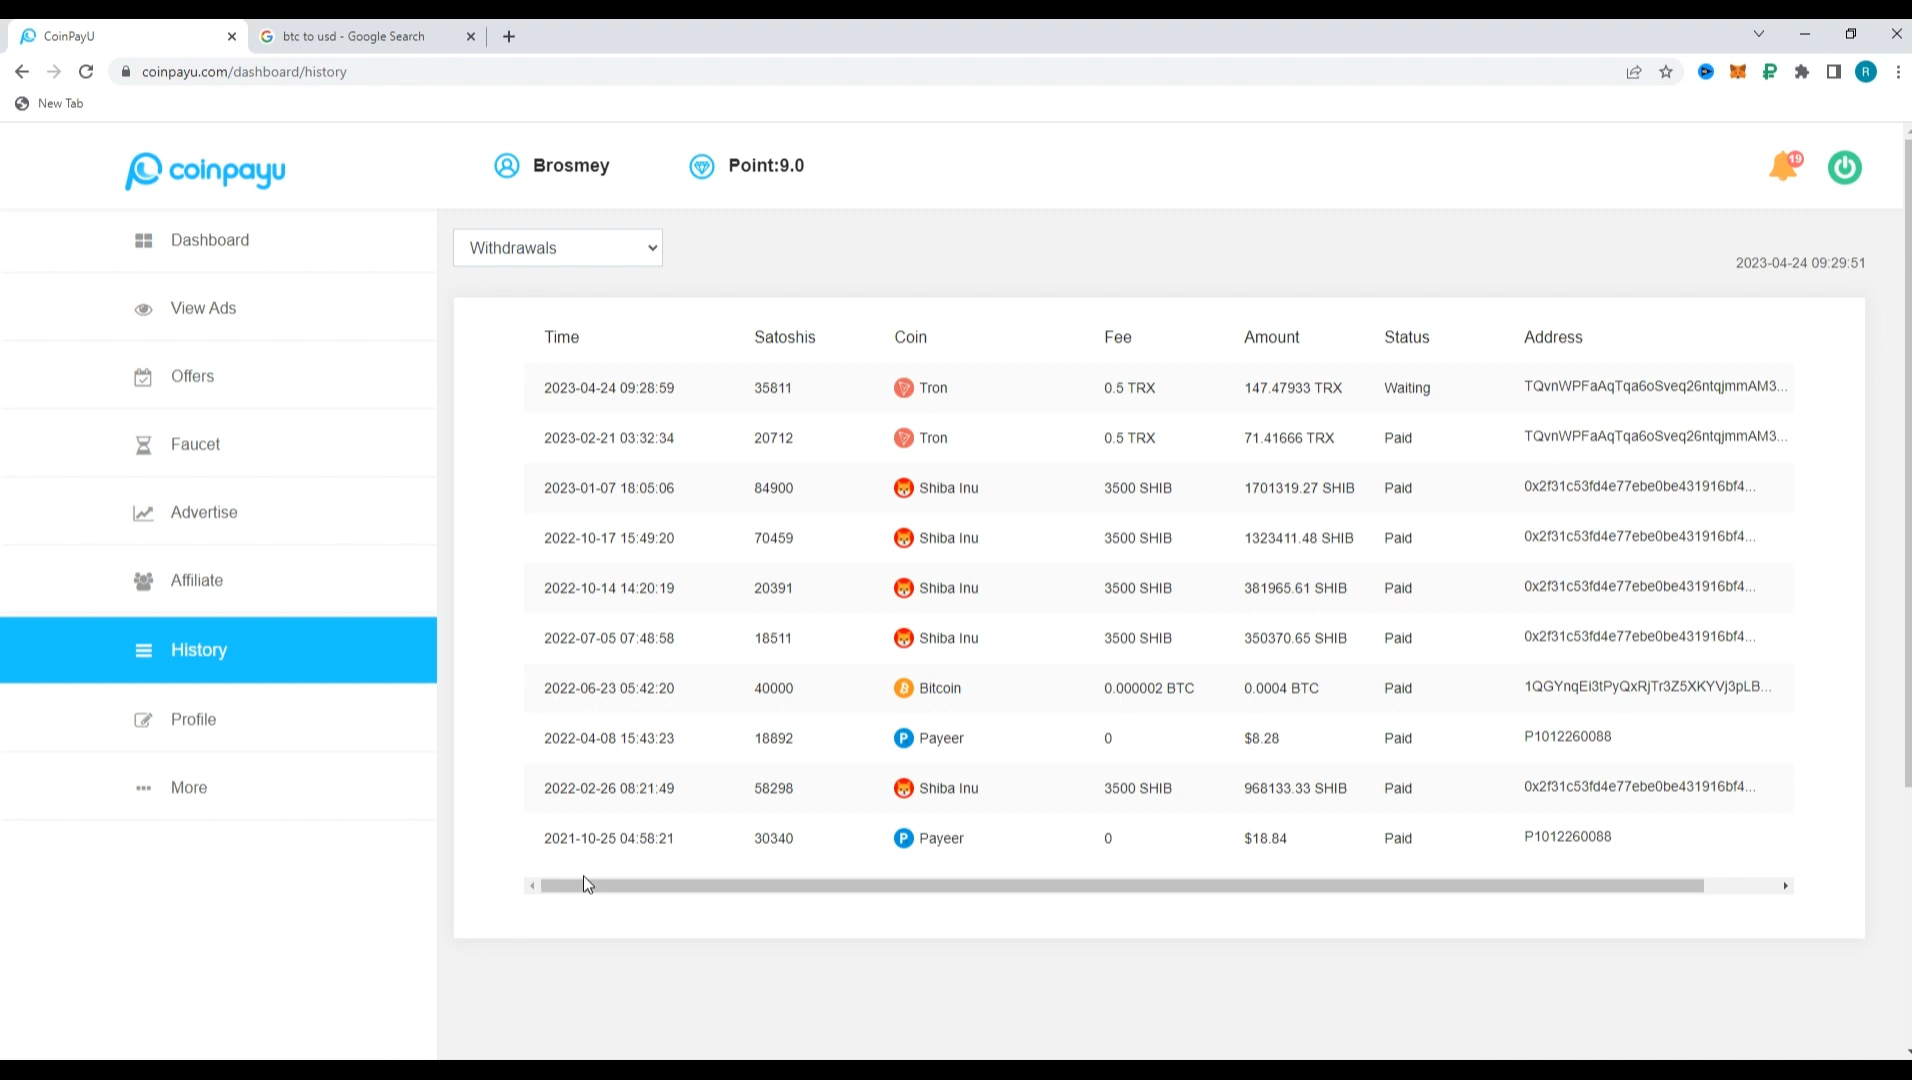 CoinPayU
btc to usd - Google Search
coinpayu.com/dashboard/history
R
New Tab
coinpayu
Brosmey
Point:9.0
19
Dashboard
View Ads
Offers
Faucet
Advertise
Affiliate
History
Profile
More
Withdrawals
2023-04-24 09:29:51
Time Satoshis Coin Fee Amount Status Address
2023-04-24 09:28:59 35811 Tron 0.5 TRX 147.47933 TRX Waiting TQvnWPFaAqTqa6oSveq26ntqjmmAM3...
2023-02-21 03:32:34 20712 Tron 0.5 TRX 71.41666 TRX Paid TQvnWPFaAqTqa6oSveq26ntqjmmAM3...
2023-01-07 18:05:06 84900 Shiba Inu 3500 SHIB 1701319.27 SHIB Paid 0x2f31c53fd4e77ebe0be431916bf4...
2022-10-17 15:49:20 70459 Shiba Inu 3500 SHIB 1323411.48 SHIB Paid 0x2f31c53fd4e77ebe0be431916bf4...
2022-10-14 14:20:19 20391 Shiba Inu 3500 SHIB 381965.61 SHIB Paid 0x2f31c53fd4e77ebe0be431916bf4...
2022-07-05 07:48:58 18511 Shiba Inu 3500 SHIB 350370.65 SHIB Paid 0x2f31c53fd4e77ebe0be431916bf4...
2022-06-23 05:42:20 40000 Bitcoin 0.000002 BTC 0.0004 BTC Paid 1QGYnqEi3tPyQxRjTr3Z5XKYVj3pLB...
2022-04-08 15:43:23 18892 Payeer 0 $8.28 Paid P1012260088
2022-02-26 08:21:49 58298 Shiba Inu 3500 SHIB 968133.33 SHIB Paid 0x2f31c53fd4e77ebe0be431916bf4...
2021-10-25 04:58:21 30340 Payeer 0 $18.84 Paid P1012260088